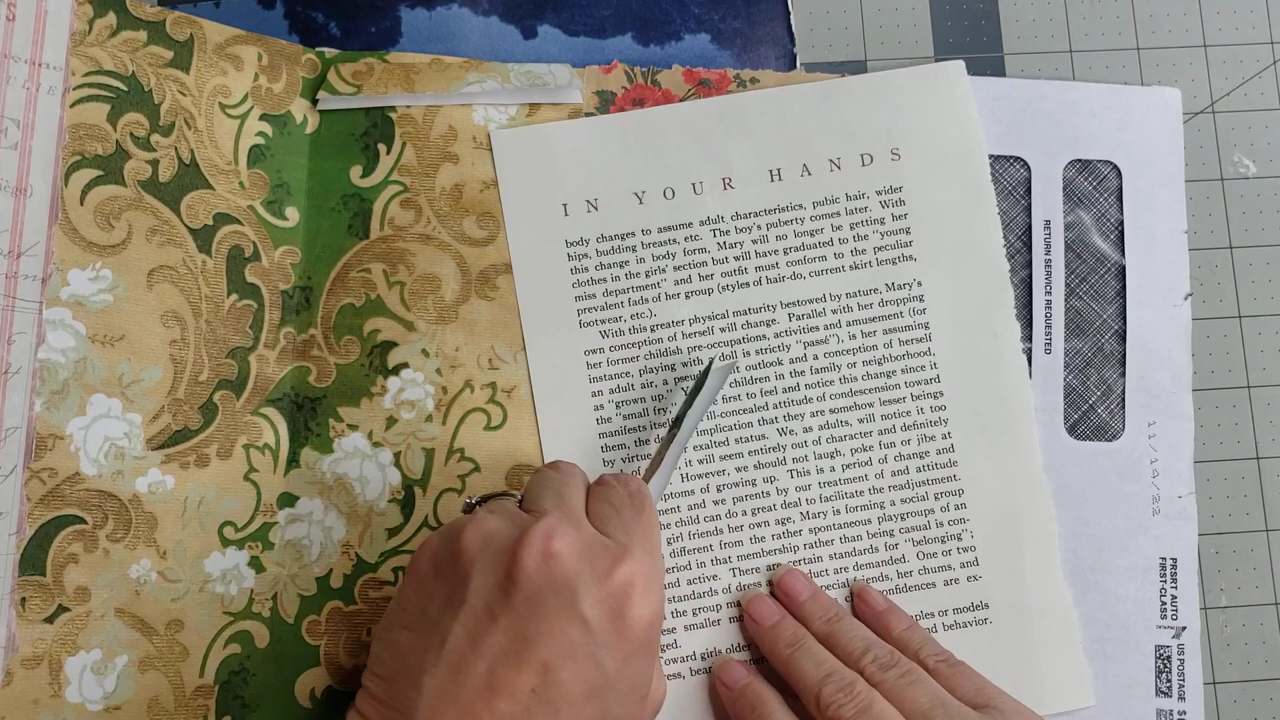 IN YOUR HANDS
body changes to assume adult characteristics, pubic hair, wider
hips, budding breasts, etc. The boy's puberty comes later. With
this change in body form, Mary will no longer be getting her
clothes in the girls' section but will have graduated to the "young
miss department" and her outfit must conform to the peculiar
prevalent fads of her group (styles of hair-do, current skirt lengths,
footwear, etc.).
With this greater physical maturity bestowed by nature, Mary's
own conception of herself will change. Parallel with her dropping
her former childish pre-occupations, activities and amusement (for
instance, playing with a doll is strictly "passé"), is her assuming
an adult air, a outlook and a conception of herself
as "grown up." children in the family or neighborhood,
the "small fry," first to feel and notice this change since it
manifests ill-concealed attitude of condescension toward
them, the implication that they are somehow lesser beings
by virtue exalted status. We, as adults, will notice it too
it will seem entirely out of character and definitely
However, we should not laugh, poke fun or jibe at
of growing up. This is a period of change and
and we parents by our treatment of and attitude
child can do a great deal to facilitate the readjustment.
girl friends her own age, Mary is forming a social group
different from the rather spontaneous playgroups of an
period in that membership rather than being casual is con-
and active. There are certain standards for "belonging";
standards of dress are demanded. One or two
the group special friends, her chums, and
smaller confidences are ex-
or models
older and behavior.
RETURN SERVICE REQUESTED
11/19/22
PRSRT AUTO
FIRST-CLASS
US POSTAGE $